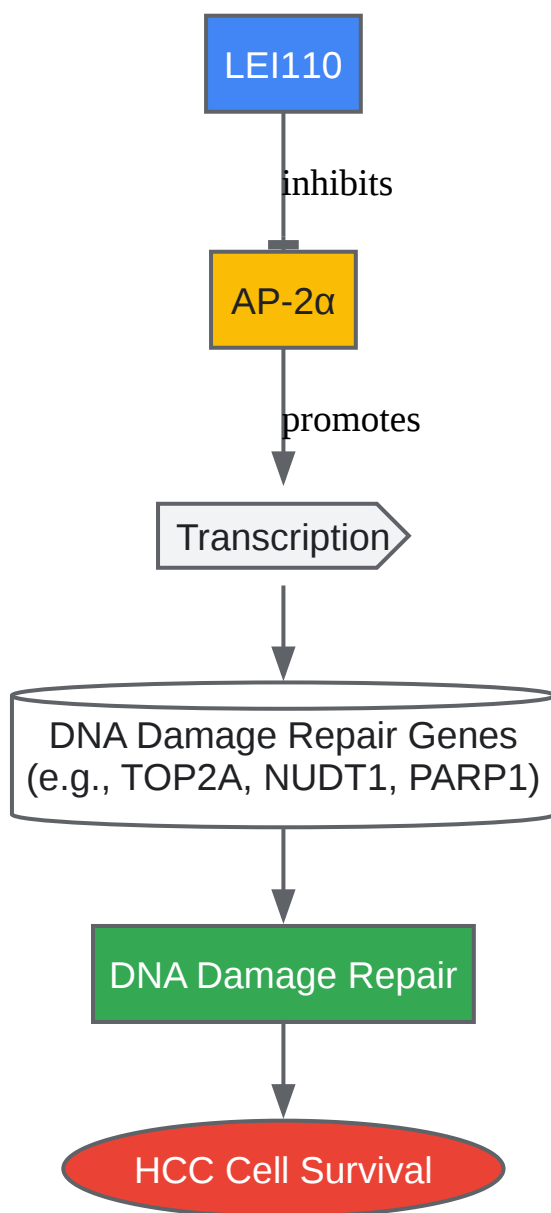 LEI110
inhibits
AP-2α
promotes
Transcription
DNA Damage Repair Genes
(e.g., TOP2A, NUDT1, PARP1)
DNA Damage Repair
HCC Cell Survival